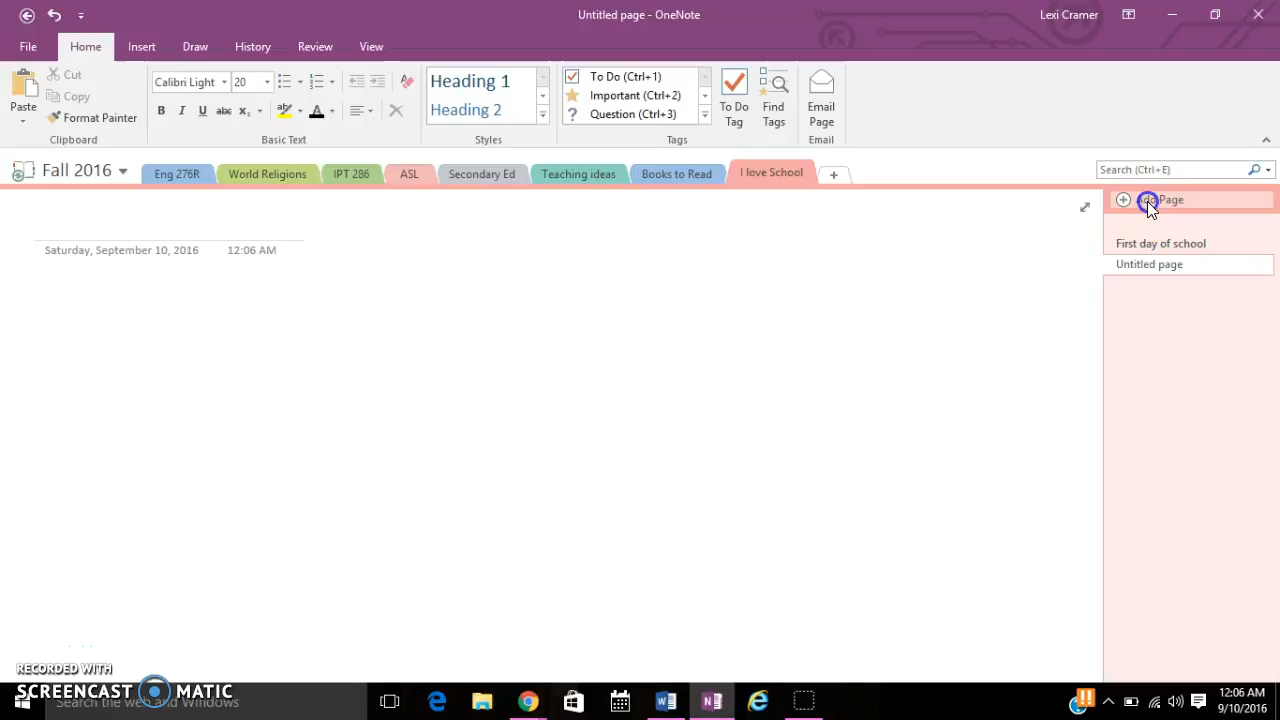 Untitled page - OneNote
Lexi Cramer
File Home Insert Draw History Review View
Paste
Cut
Copy
Format Painter
Clipboard
Calibri Light 20
B I U abc X₂ aby A
Basic Text
Heading 1
Heading 2
Styles
To Do (Ctrl+1)
Important (Ctrl+2)
Question (Ctrl+3)
Tags
To Do
Tag
Find
Tags
Email
Page
Email
Fall 2016 Eng 276R World Religions IPT 286 ASL Secondary Ed Teaching ideas Books to Read I love School
Search (Ctrl+E)
Add Page
First day of school
Untitled page
Saturday, September 10, 2016 12:06 AM
RECORDED WITH
SCREENCAST MATIC
Search the web and Windows
12:06 AM
9/10/2016